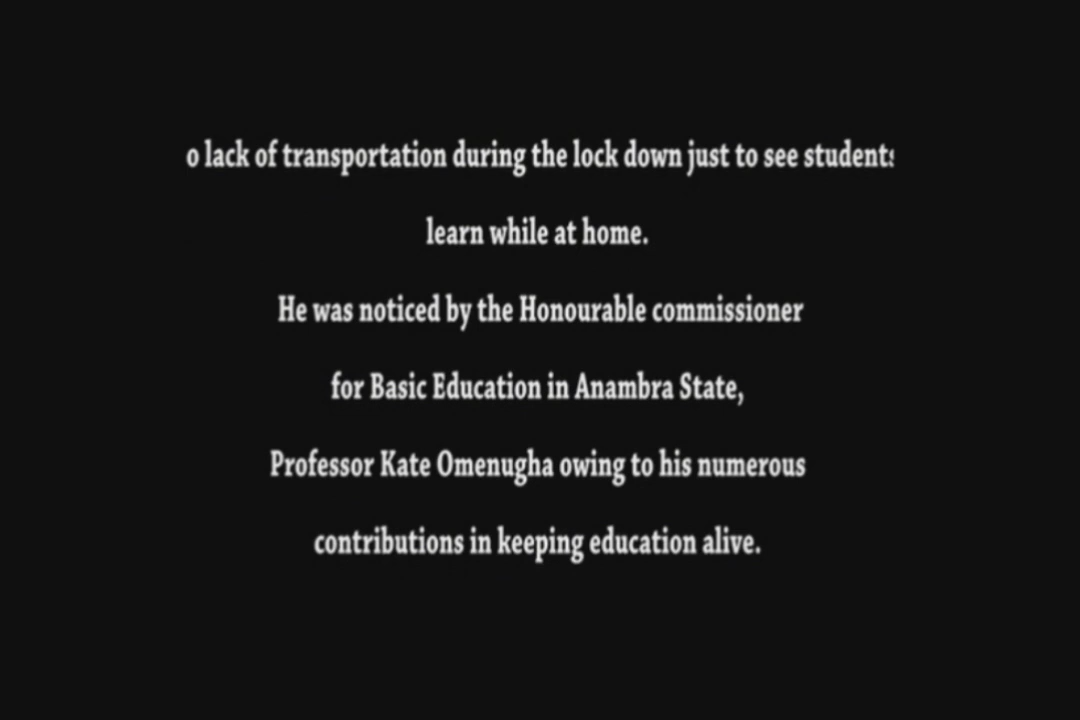 o lack of transportation during the lock down just to see students
learn while at home.
He was noticed by the Honourable commissioner
for Basic Education in Anambra State,
Professor Kate Omenugha owing to his numerous
contributions in keeping education alive.